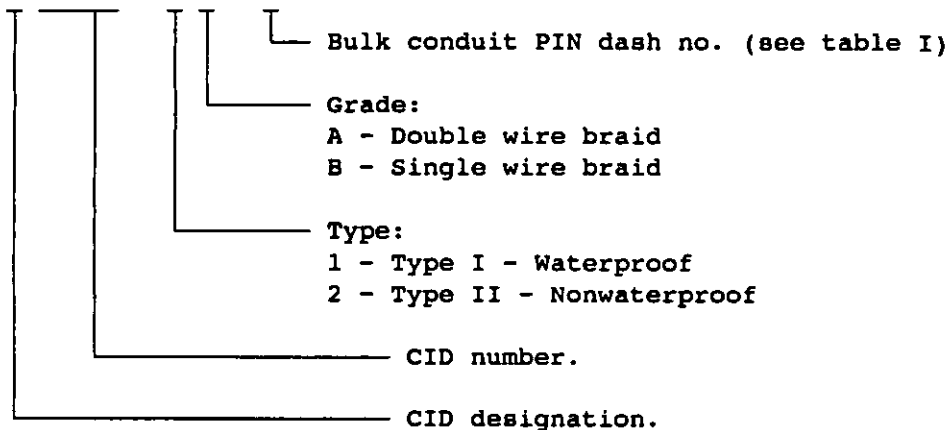 Bulk conduit PIN dash no. (see table I)
Grade:
A - Double wire braid
B - Single wire braid
Type:
1 - Type I - Waterproof
2 - Type II - Nonwaterproof
CID number.
CID designation.